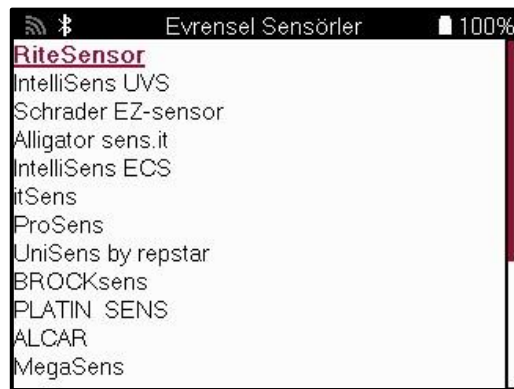 Evrensel Sensörler 100%
RiteSensor
IntelliSens UVS
Schrader EZ-sensor
Alligator sens.it
IntelliSens ECS
itSens
ProSens
UniSens by repstar
BROCKsens
PLATIN SENS
ALCAR
MegaSens